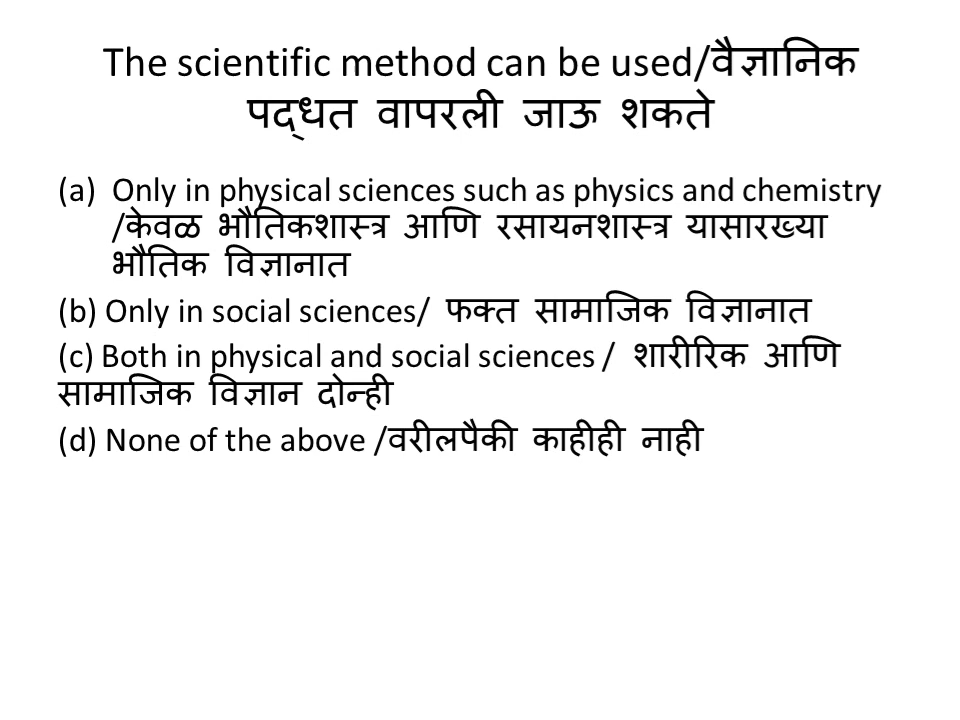 The scientific method can be used/वैज्ञानिक
पद्धत वापरली जाऊ शकते
(a) Only in physical sciences such as physics and chemistry
/केवळ भौतिकशास्त्र आणि रसायनशास्त्र यासारख्या
भौतिक विज्ञानात
(b) Only in social sciences/ फक्त सामाजिक विज्ञानात
(c) Both in physical and social sciences / शारीरिक आणि
सामाजिक विज्ञान दोन्ही
(d) None of the above /वरीलपैकी काहीही नाही